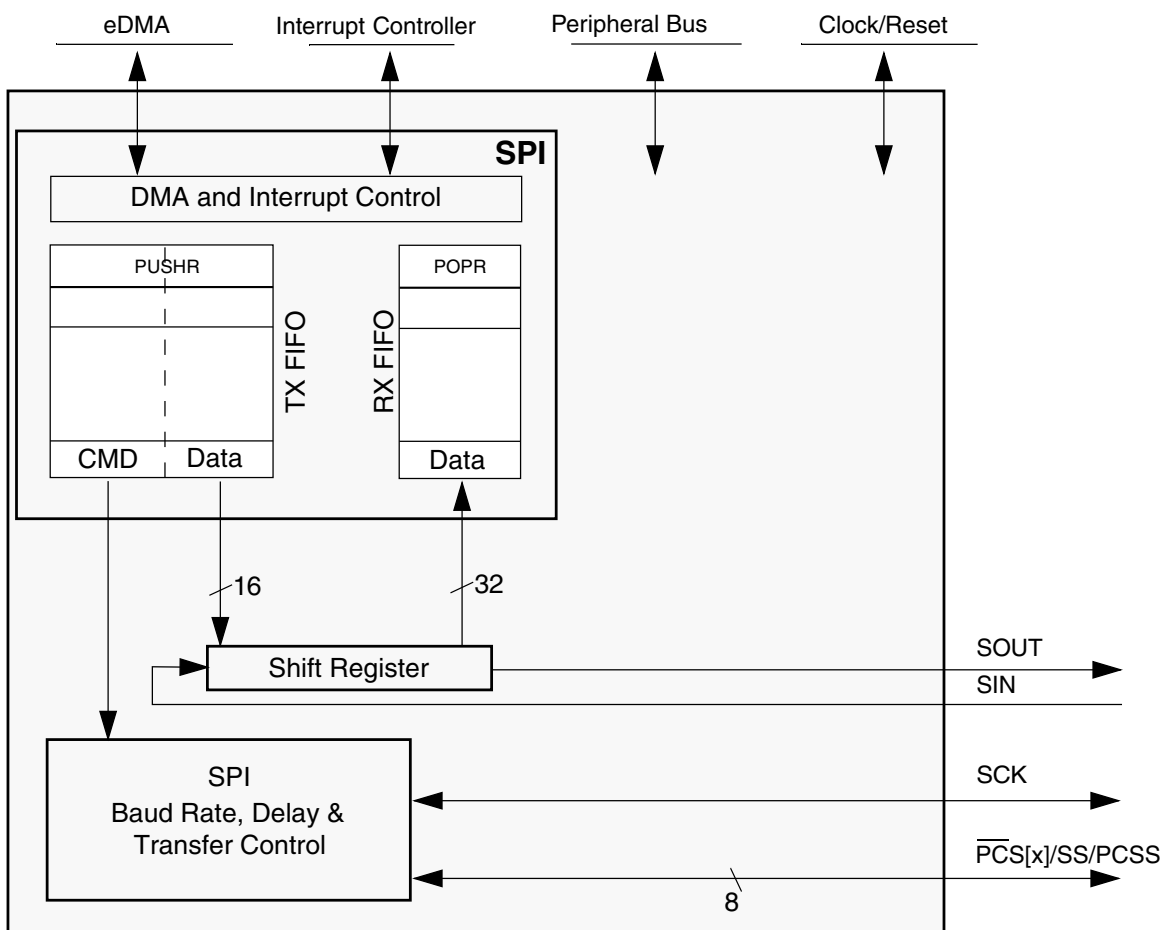 eDMA
Interrupt Controller
Peripheral Bus
Clock/Reset
SPI
DMA and Interrupt Control
PUSHR
POPR
TX FIFO
RX FIFO
CMD
Data
Data
16
32
Shift Register
SOUT
SIN
SPI
Baud Rate, Delay &
Transfer Control
SCK
PCS[x]/SS/PCSS
8